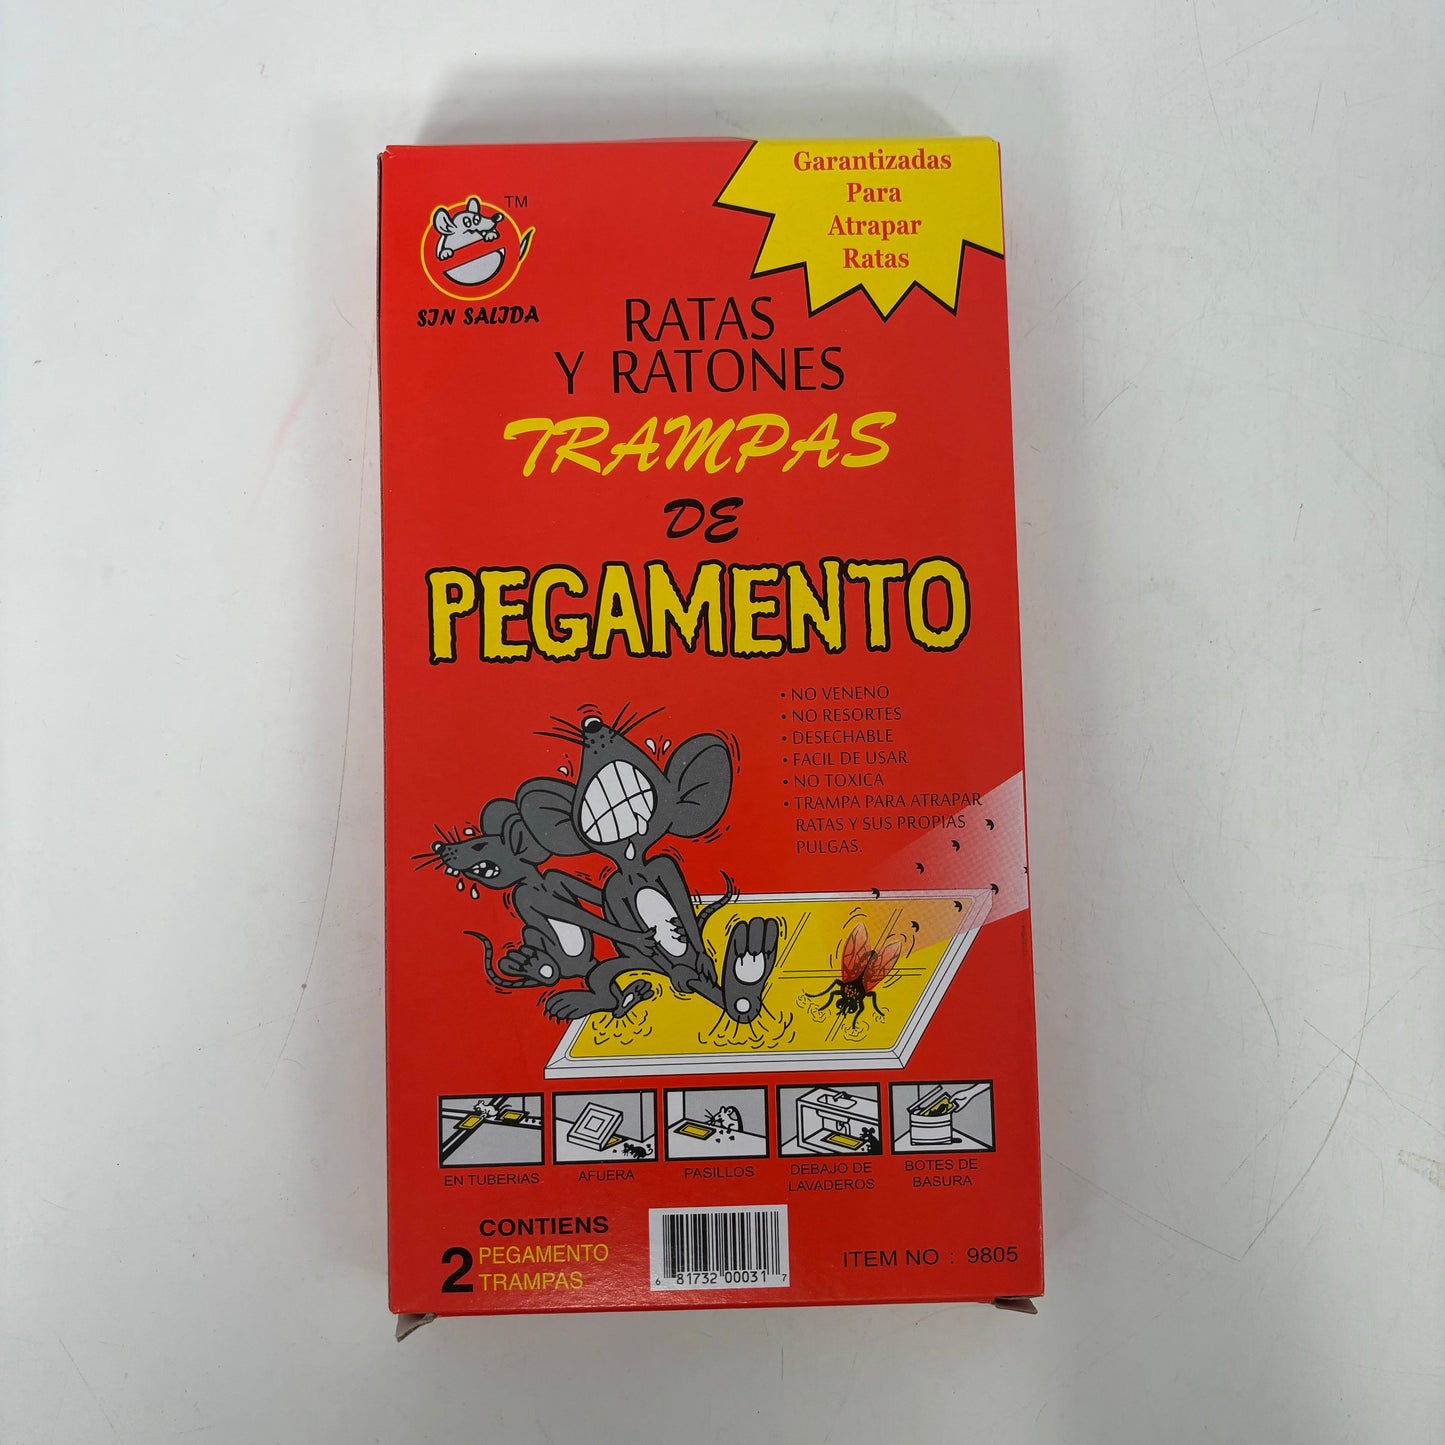 Garantizadas
Para
Atrapar
Ratas
TM
SIN SALIDA
RATAS
Y RATONES
TRAMPAS
DE
PEGAMENTO
• NO VENENO
• NO RESORTES
• DESECHABLE
• FACIL DE USAR
• NO TOXICA
• TRAMPA PARA ATRAPAR
RATAS Y SUS PROPIAS
PULGAS.
EN TUBERIAS
AFUERA
PASILLOS
DEBAJO DE
LAVADEROS
BOTES DE
BASURA
CONTIENS
2 PEGAMENTO
TRAMPAS
6 81732 00031 7
ITEM NO : 9805